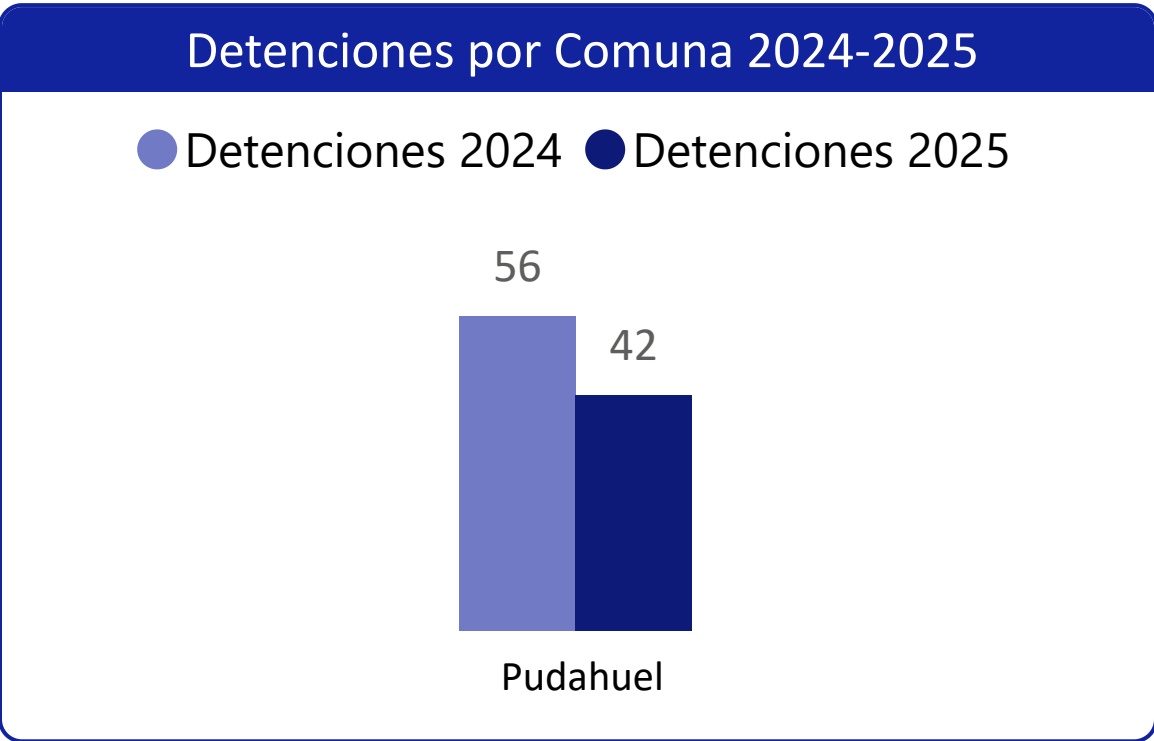 Detenciones por Comuna 2024-2025
Detenciones 2024 Detenciones 2025
56
42
Pudahuel